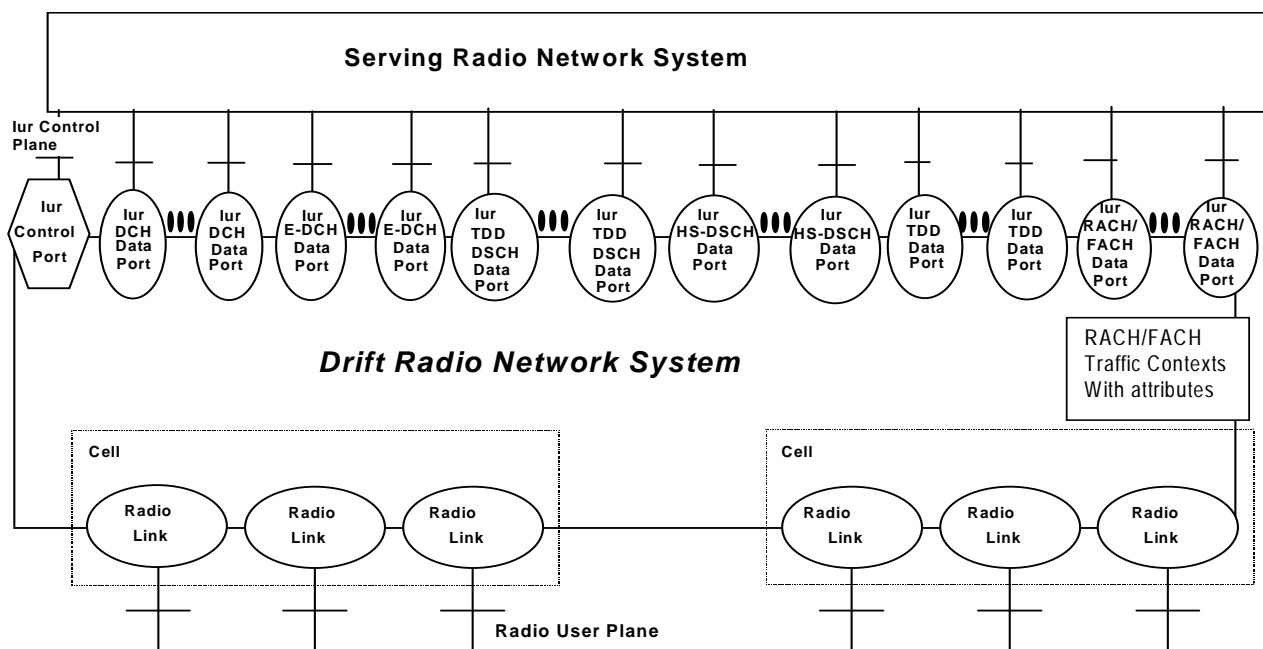 Serving Radio Network System
Iur Control
Plane
Iur
Control
Port
Iur
DCH
Data
Port
Iur
DCH
Data
Port
Iur
E-DCH
Data
Port
Iur
E-DCH
Data
Port
Iur
TDD
DSCH
Data
Port
Iur
TDD
DSCH
Data
Port
Iur
HS-DSCH
Data
Port
Iur
HS-DSCH
Data
Port
Iur
TDD
Data
Port
Iur
TDD
Data
Port
Iur
RACH/
FACH
Data
Port
Iur
RACH/
FACH
Data
Port
Drift Radio Network System
RACH/FACH
Traffic Contexts
With attributes
Cell
Radio
Link
Radio
Link
Radio
Link
Cell
Radio
Link
Radio
Link
Radio
Link
Radio User Plane